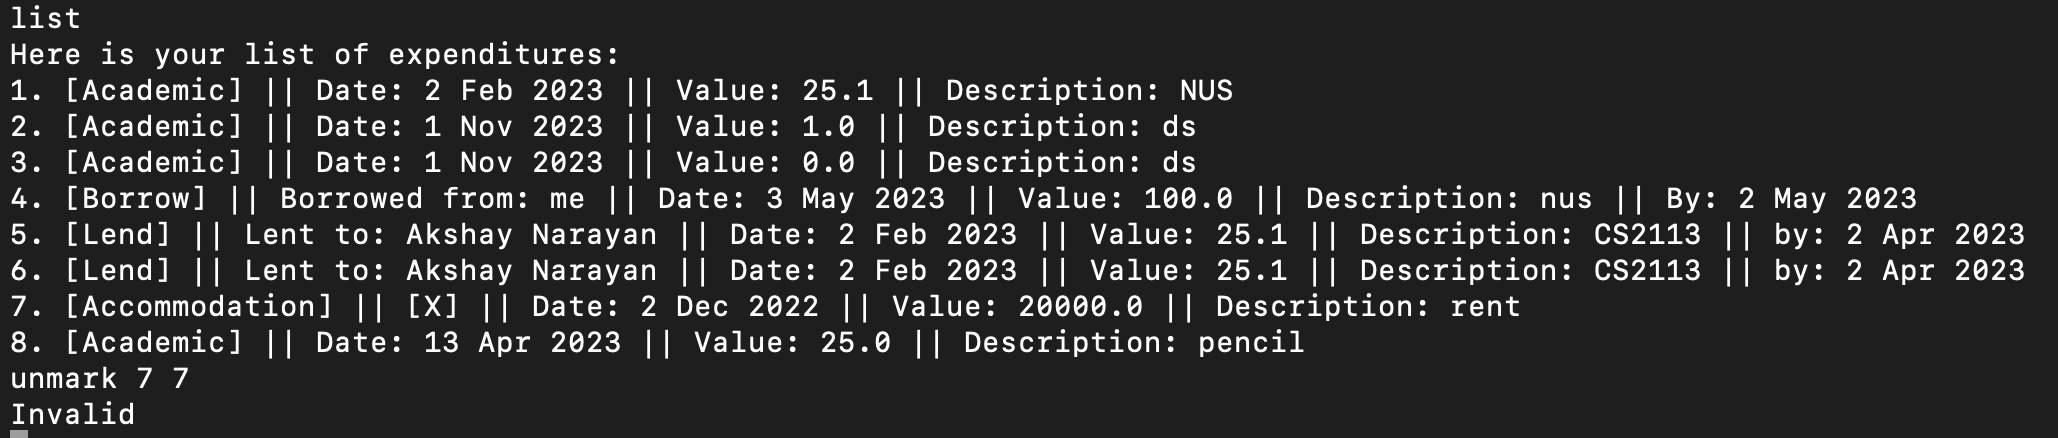 list
Here is your list of expenditures:
1. [Academic] || Date: 2 Feb 2023 || Value: 25.1 || Description: NUS
2. [Academic] || Date: 1 Nov 2023 || Value: 1.0 || Description: ds
3. [Academic] || Date: 1 Nov 2023 || Value: 0.0 || Description: ds
4. [Borrow] || Borrowed from: me || Date: 3 May 2023 || Value: 100.0 || Description: nus || By: 2 May 2023
5. [Lend] || Lent to: Akshay Narayan || Date: 2 Feb 2023 || Value: 25.1 || Description: CS2113 || by: 2 Apr 2023
6. [Lend] || Lent to: Akshay Narayan || Date: 2 Feb 2023 || Value: 25.1 || Description: CS2113 || by: 2 Apr 2023
7. [Accommodation] || [X] || Date: 2 Dec 2022 || Value: 20000.0 || Description: rent
8. [Academic] || Date: 13 Apr 2023 || Value: 25.0 || Description: pencil
unmark 7 7
Invalid